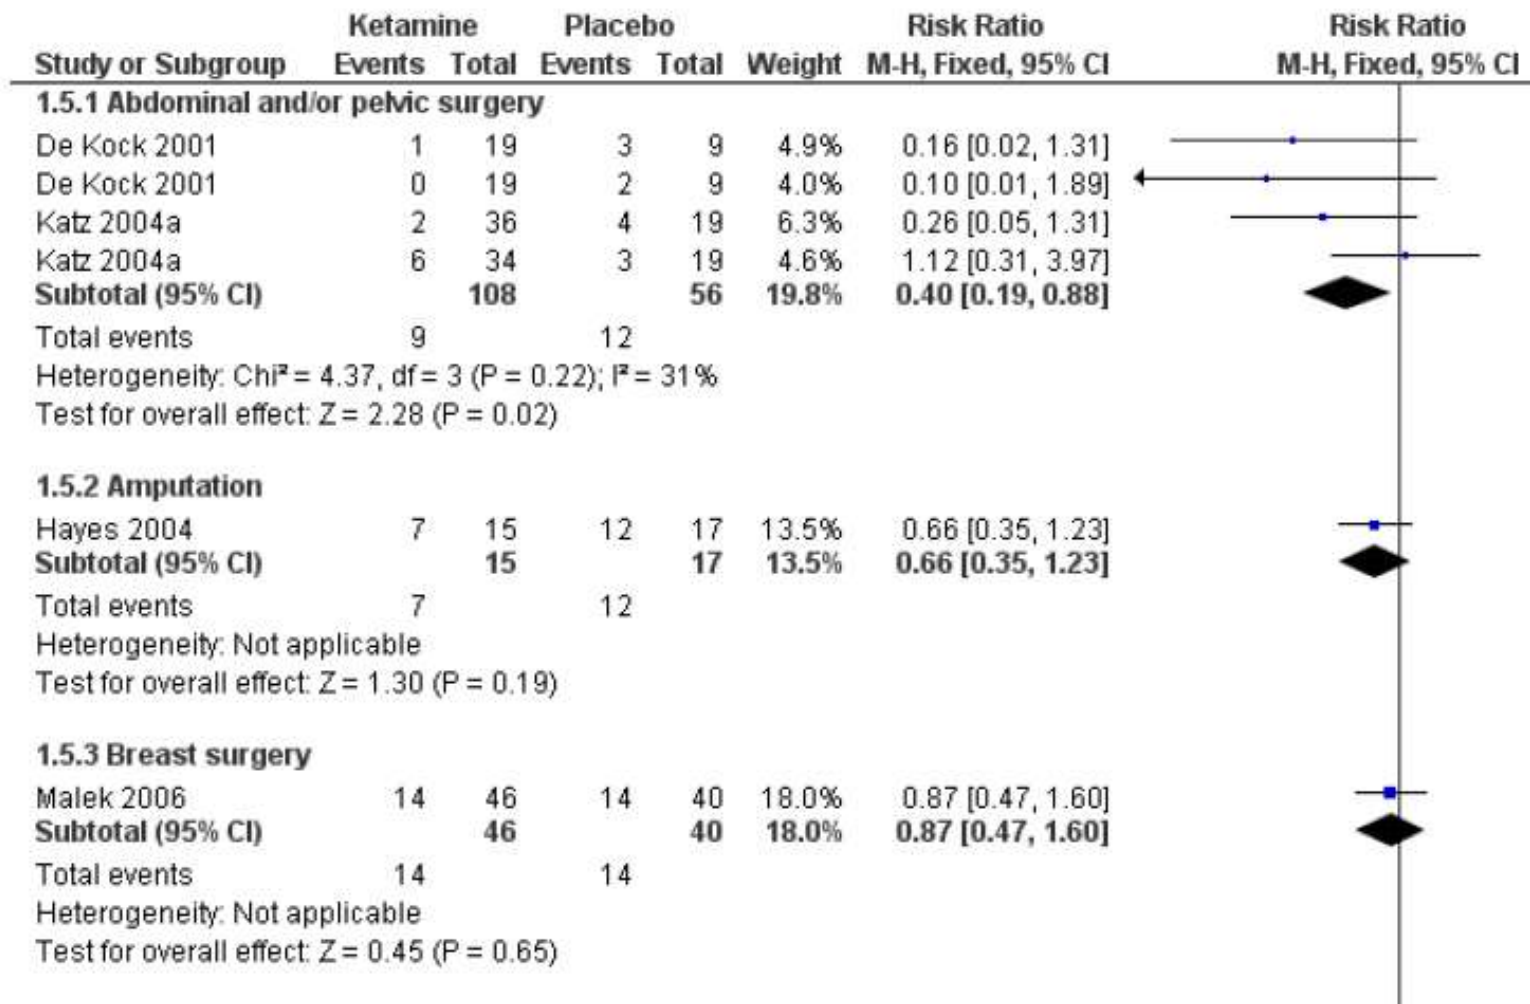 Ketamine Placebo Risk Ratio Risk Ratio
Study or Subgroup Events Total Events Total Weight M-H, Fixed, 95% CI M-H, Fixed, 95% CI
1.5.1 Abdominal and/or pelvic surgery
De Kock 2001 1 19 3 9 4.9% 0.16 [0.02, 1.31]
De Kock 2001 0 19 2 9 4.0% 0.10 [0.01, 1.89]
Katz 2004a 2 36 4 19 6.3% 0.26 [0.05, 1.31]
Katz 2004a 6 34 3 19 4.6% 1.12 [0.31, 3.97]
Subtotal (95% CI) 108 56 19.8% 0.40 [0.19, 0.88]
Total events 9 12
Heterogeneity: Chi² = 4.37, df = 3 (P = 0.22); I² = 31%
Test for overall effect: Z = 2.28 (P = 0.02)
1.5.2 Amputation
Hayes 2004 7 15 12 17 13.5% 0.66 [0.35, 1.23]
Subtotal (95% CI) 15 17 13.5% 0.66 [0.35, 1.23]
Total events 7 12
Heterogeneity: Not applicable
Test for overall effect: Z = 1.30 (P = 0.19)
1.5.3 Breast surgery
Malek 2006 14 46 14 40 18.0% 0.87 [0.47, 1.60]
Subtotal (95% CI) 46 40 18.0% 0.87 [0.47, 1.60]
Total events 14 14
Heterogeneity: Not applicable
Test for overall effect: Z = 0.45 (P = 0.65)